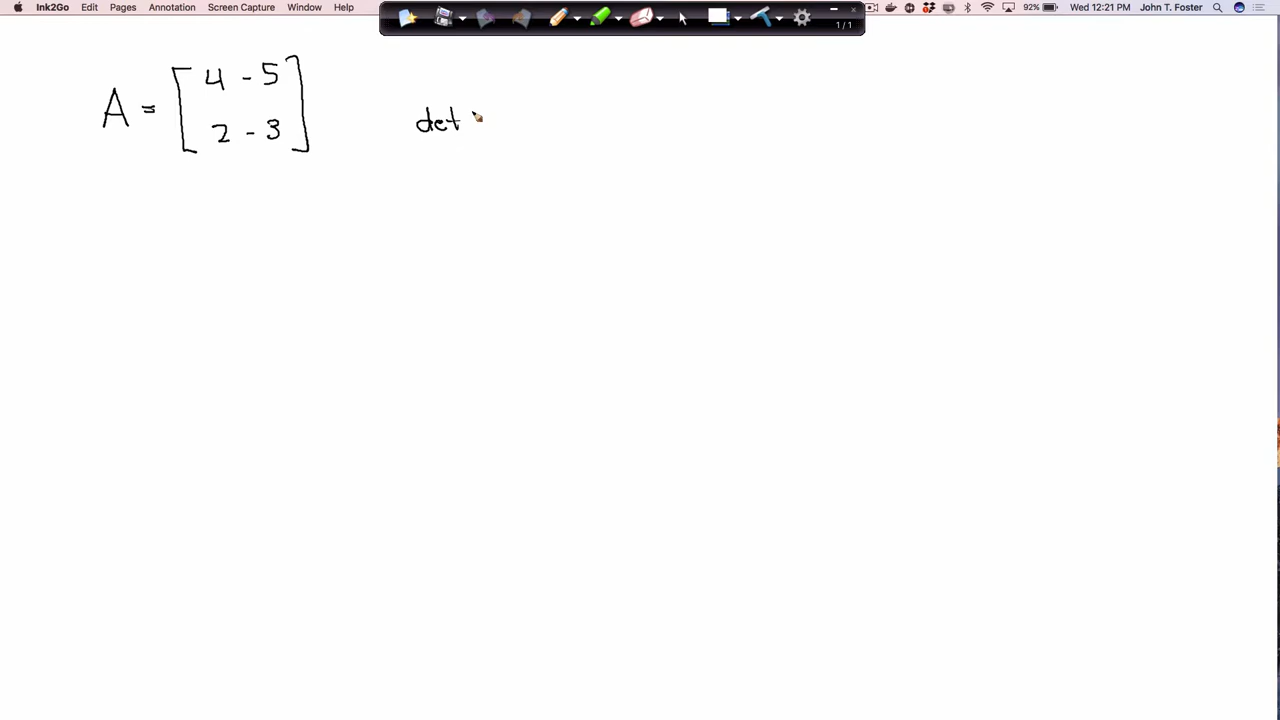 Ink2Go Edit Pages Annotation Screen Capture Window Help 92% Wed 12:21 PM John T. Foster
1 / 1
A = [ 4 - 5
2 - 3 ] det